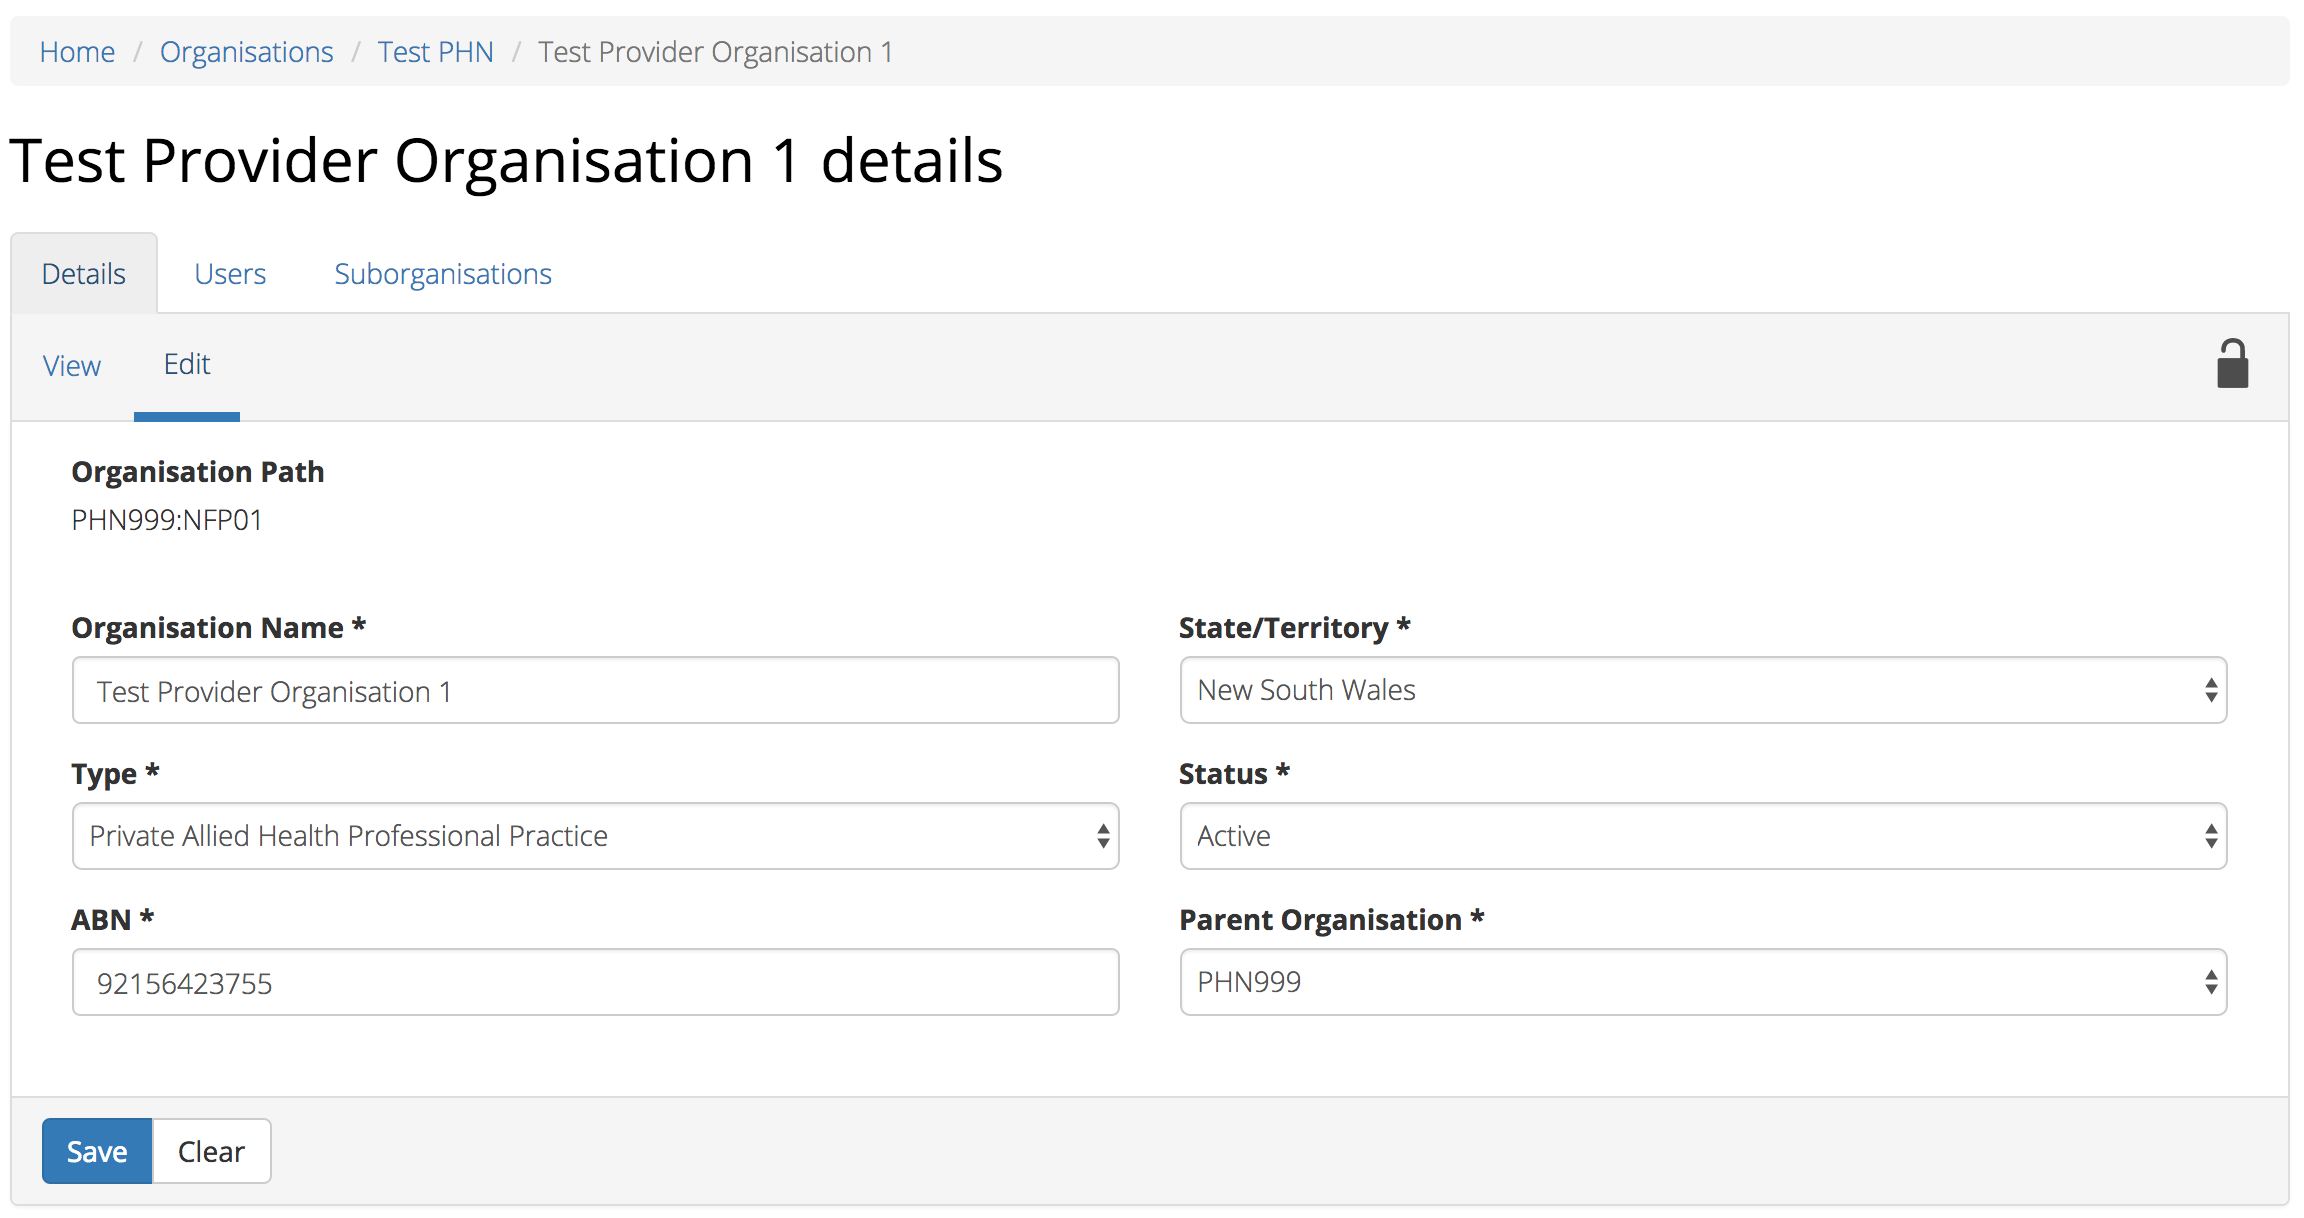 Home / Organisations / Test PHN / Test Provider Organisation 1
Test Provider Organisation 1 details
Details Users Suborganisations
View Edit
Organisation Path
PHN999:NFP01
Organisation Name * State/Territory *
Test Provider Organisation 1 New South Wales
Type * Status *
Private Allied Health Professional Practice Active
ABN * Parent Organisation *
92156423755 PHN999
Save Clear